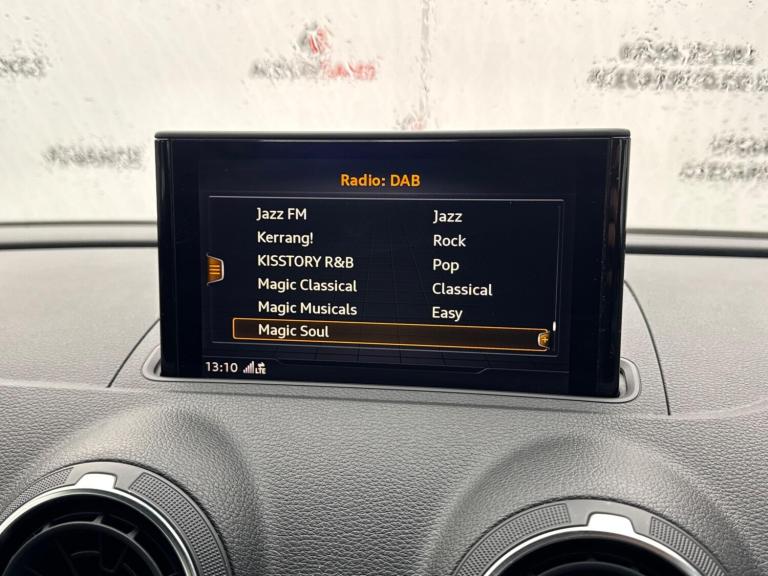 Radio: DAB
Jazz FM Jazz
Kerrang! Rock
KISSTORY R&B Pop
Magic Classical Classical
Magic Musicals Easy
Magic Soul
13:10 LTE